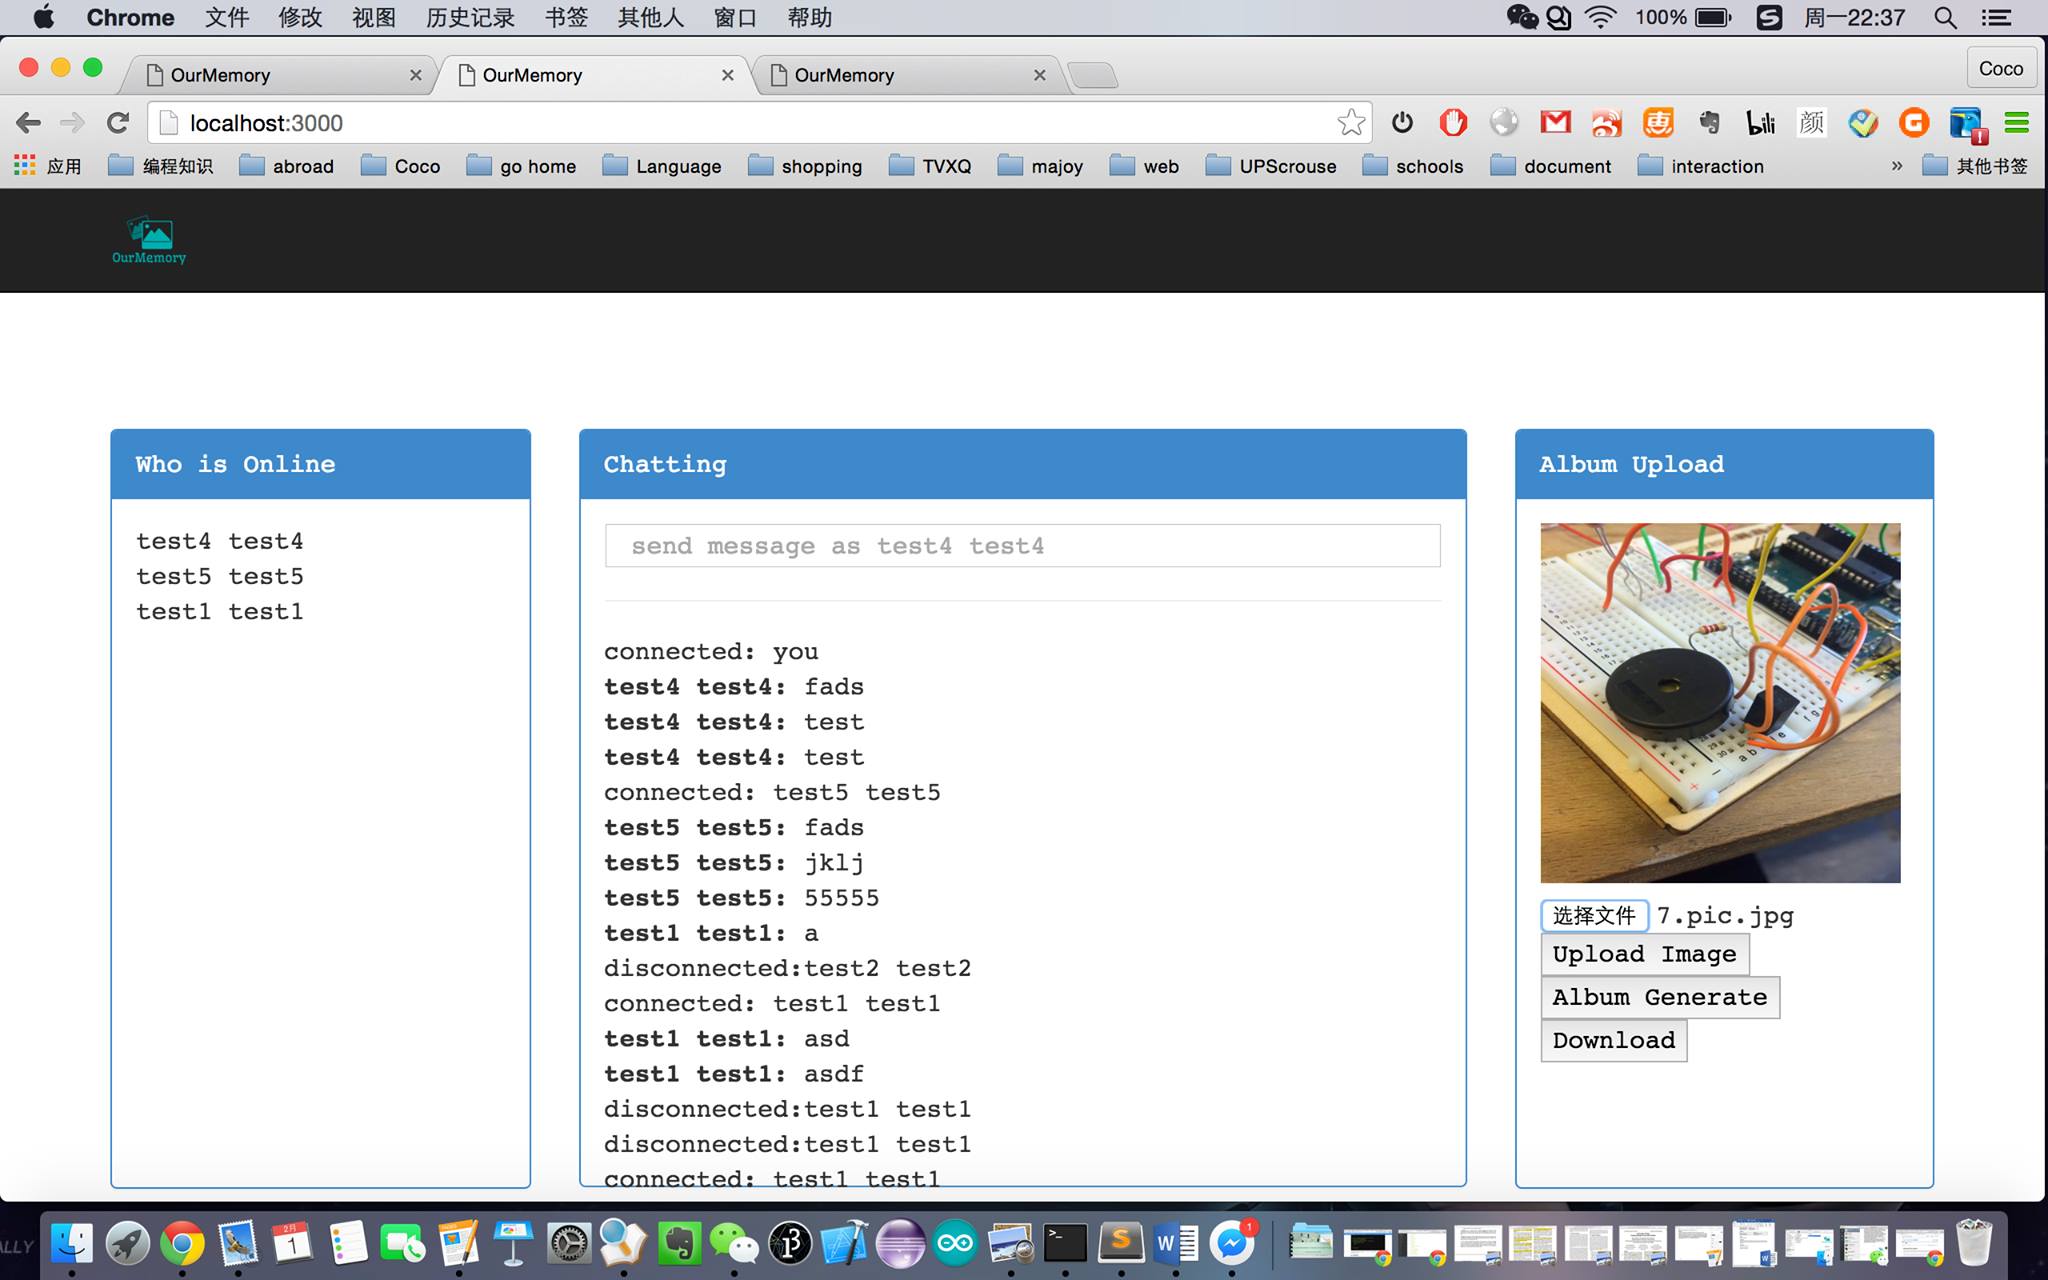 Chrome 文件 修改 视图 历史记录 书签 其他人 窗口 帮助 100% 周一22:37
OurMemory OurMemory OurMemory Coco
localhost:3000
应用 编程知识 abroad Coco go home Language shopping TVXQ majoy web UPScrouse schools document interaction » 其他书签
OurMemory
Who is Online
test4 test4
test5 test5
test1 test1
Chatting
send message as test4 test4
connected: you
test4 test4: fads
test4 test4: test
test4 test4: test
connected: test5 test5
test5 test5: fads
test5 test5: jklj
test5 test5: 55555
test1 test1: a
disconnected:test2 test2
connected: test1 test1
test1 test1: asd
test1 test1: asdf
disconnected:test1 test1
disconnected:test1 test1
connected: test1 test1
Album Upload
选择文件 7.pic.jpg
Upload Image
Album Generate
Download